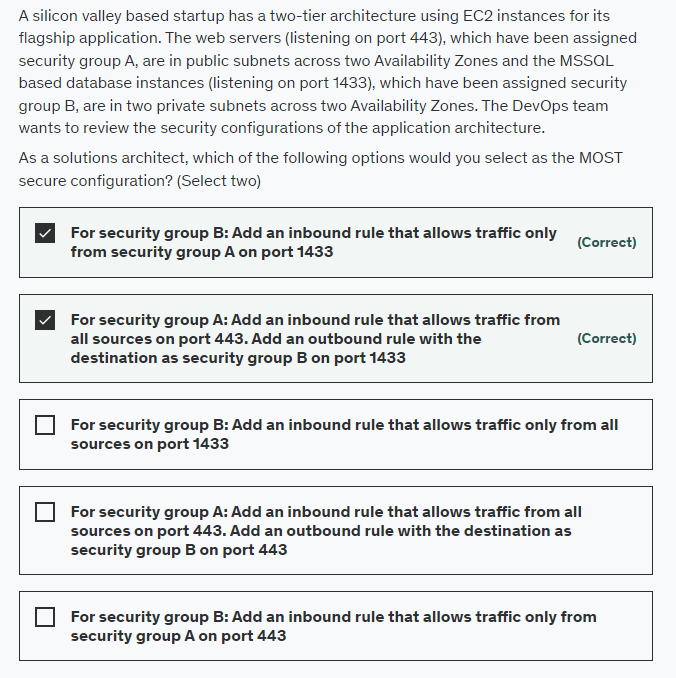 A silicon valley based startup has a two-tier architecture using EC2 instances for its
flagship application. The web servers (listening on port 443), which have been assigned
security group A, are in public subnets across two Availability Zones and the MSSQL
based database instances (listening on port 1433), which have been assigned security
group B, are in two private subnets across two Availability Zones. The DevOps team
wants to review the security configurations of the application architecture.
As a solutions architect, which of the following options would you select as the MOST
secure configuration? (Select two)
For security group B: Add an inbound rule that allows traffic only
from security group A on port 1433
(Correct)
For security group A: Add an inbound rule that allows traffic from
all sources on port 443. Add an outbound rule with the
destination as security group B on port 1433
(Correct)
For security group B: Add an inbound rule that allows traffic only from all
sources on port 1433
For security group A: Add an inbound rule that allows traffic from all
sources on port 443. Add an outbound rule with the destination as
security group B on port 443
For security group B: Add an inbound rule that allows traffic only from
security group A on port 443